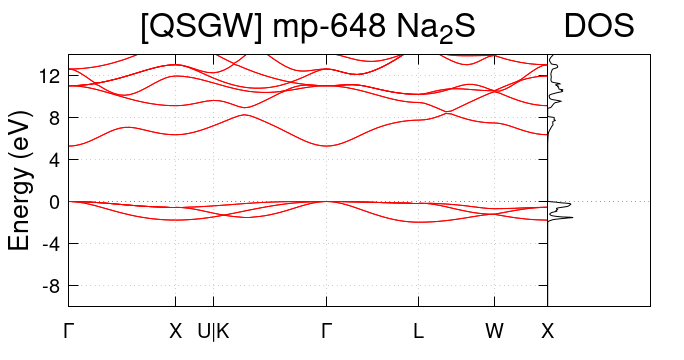 [QSGW] mp-648 Na₂S
DOS
Energy (eV)
12
8
4
0
-4
-8
Γ X U|K Γ L W X